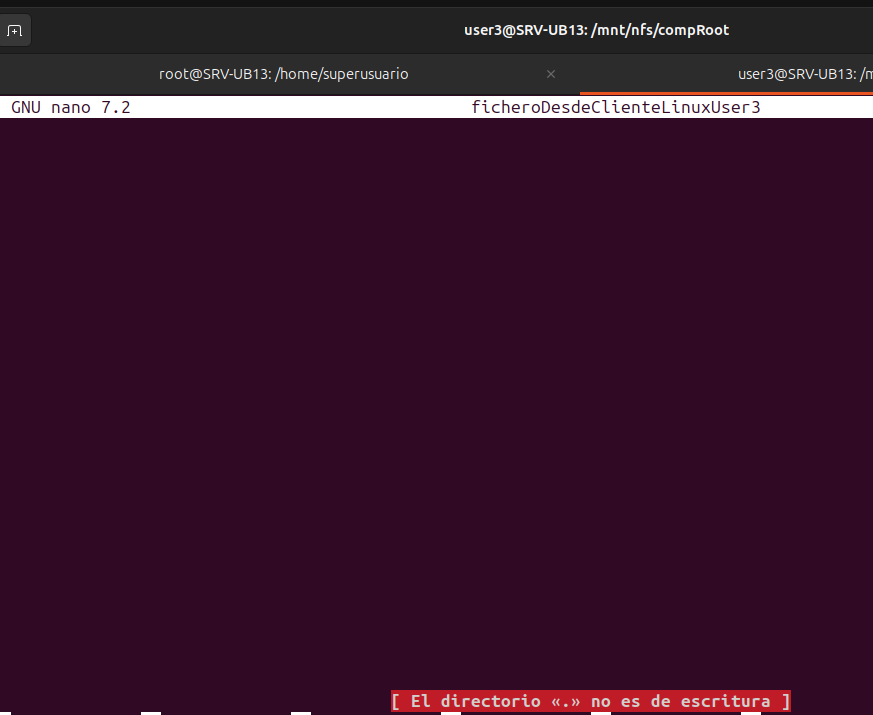 user3@SRV-UB13: /mnt/nfs/compRoot
root@SRV-UB13: /home/superusuario × user3@SRV-UB13: /m
GNU nano 7.2 ficheroDesdeClienteLinuxUser3
[ El directorio «.» no es de escritura ]